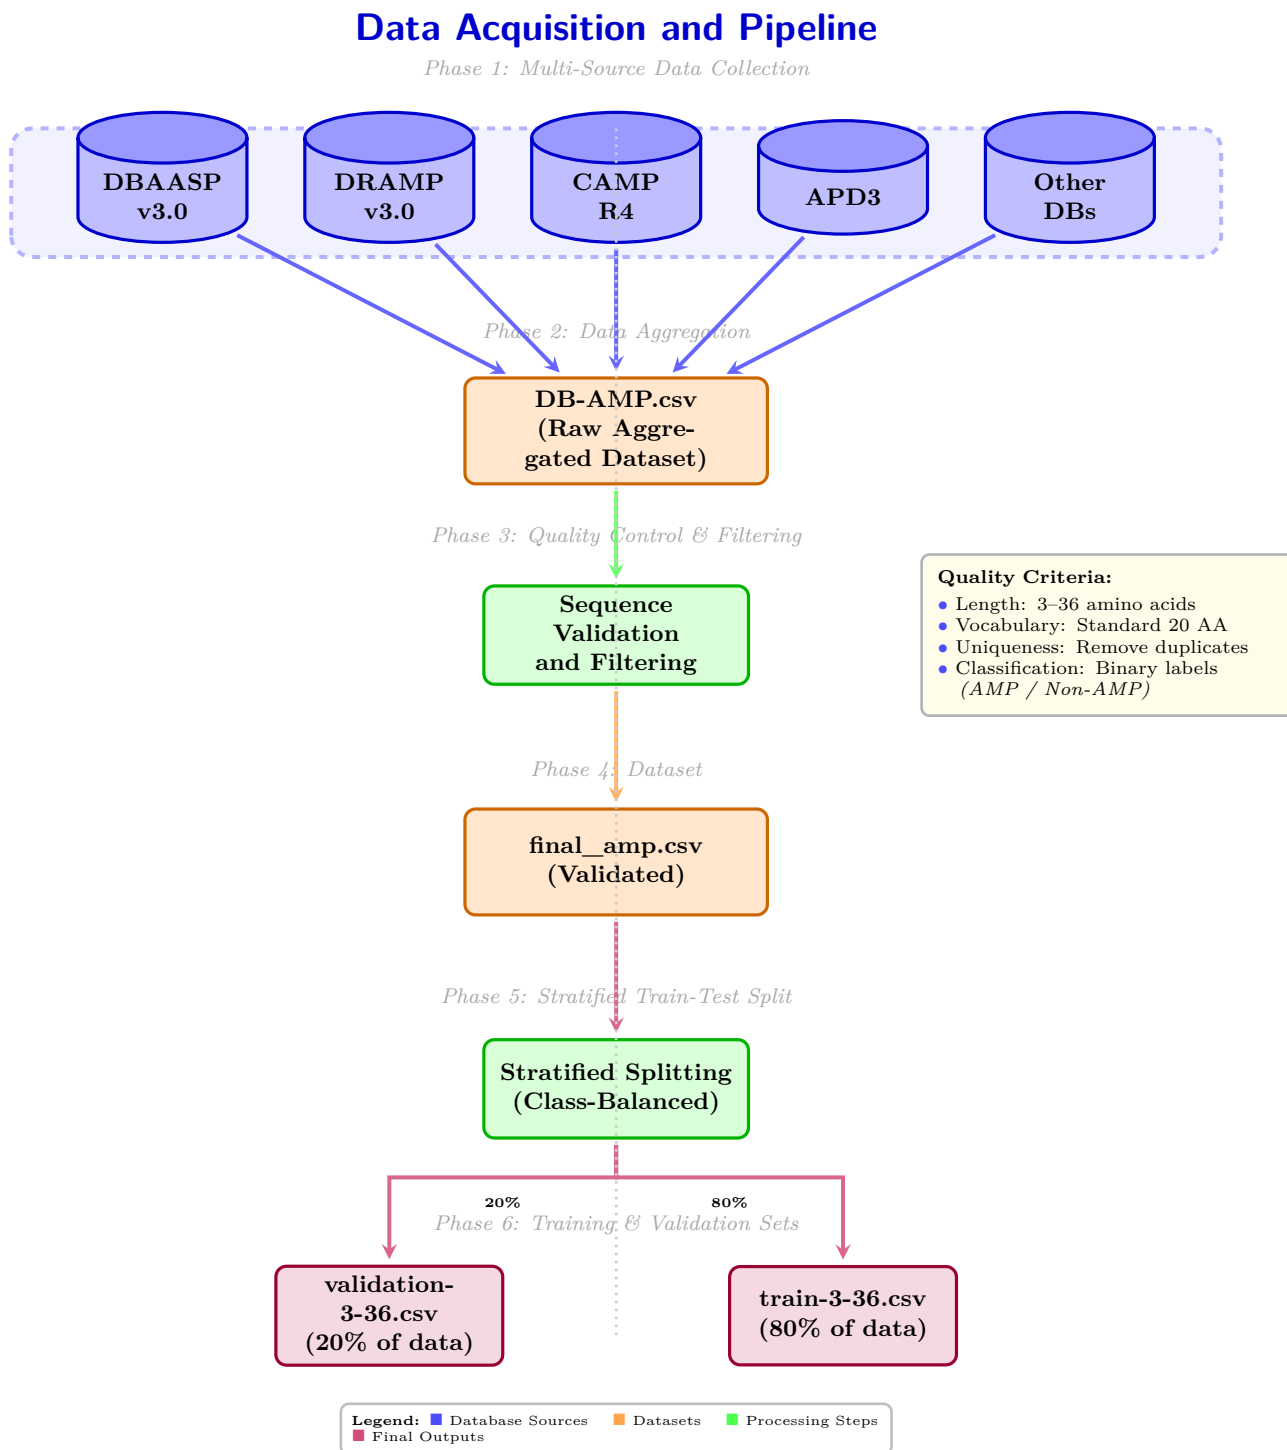 Data Acquisition and Pipeline
Phase 1: Multi-Source Data Collection
DBAASP
v3.0
DRAMP
v3.0
CAMP
R4
APD3
Other
DBs
Phase 2: Data Aggregation
DB-AMP.csv
(Raw Aggre-
gated Dataset)
Phase 3: Quality Control & Filtering
Sequence
Validation
and Filtering
Quality Criteria:
• Length: 3–36 amino acids
• Vocabulary: Standard 20 AA
• Uniqueness: Remove duplicates
• Classification: Binary labels
(AMP / Non-AMP)
Phase 4: Dataset
final_amp.csv
(Validated)
Phase 5: Stratified Train-Test Split
Stratified Splitting
(Class-Balanced)
20%
80%
Phase 6: Training & Validation Sets
validation-
3-36.csv
(20% of data)
train-3-36.csv
(80% of data)
Legend: ■ Database Sources ■ Datasets ■ Processing Steps
■ Final Outputs